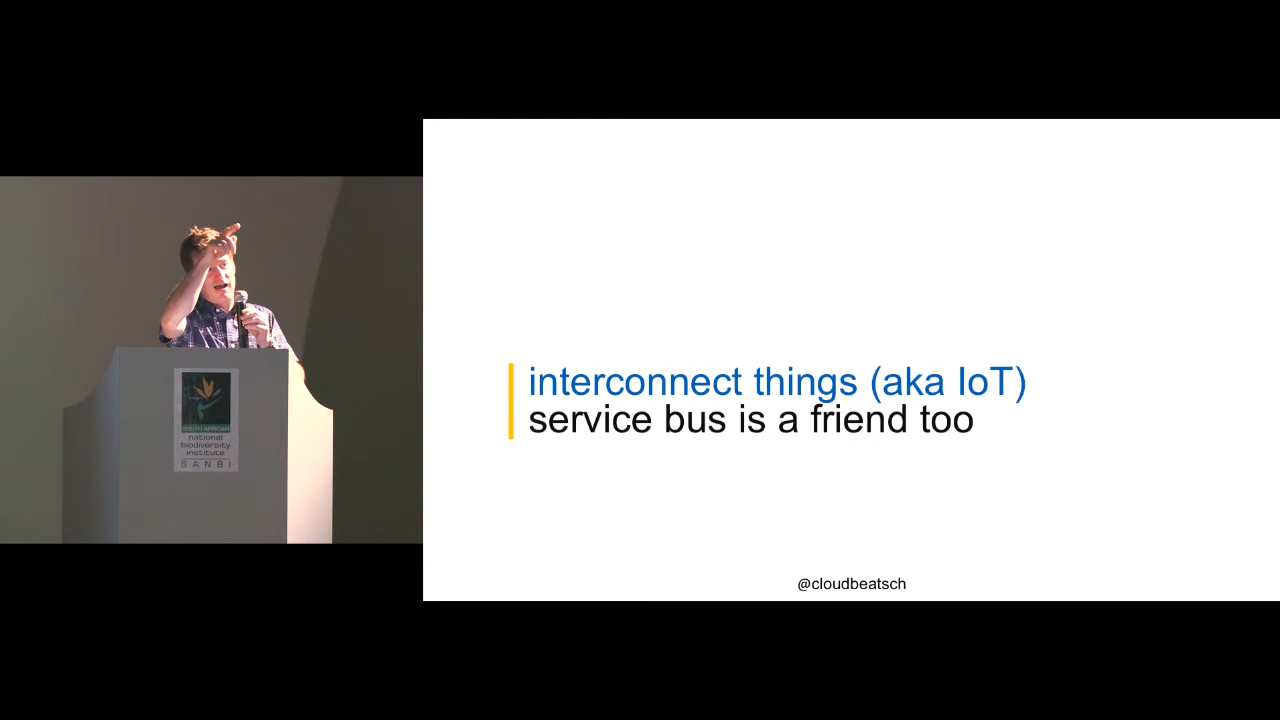 SOUTH AFRICAN
national
biodiversity
institute
SANBI
interconnect things (aka IoT)
service bus is a friend too
@cloudbeatsch